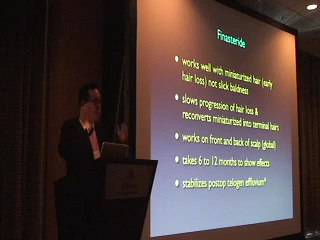 Finasteride
• works well with miniaturized hair (early
hair loss) not slick baldness
• slows progression of hair loss &
reconverts miniaturized into terminal hairs
• works on front and back of scalp (global)
• takes 6 to 12 months to show effects
• stabilizes postop telogen effluvium*